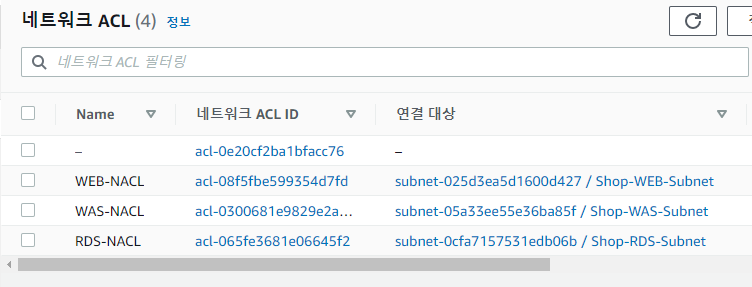 네트워크 ACL (4) 정보
네트워크 ACL 필터링
Name 네트워크 ACL ID 연결 대상
– acl-0e20cf2ba1bfacc76 –
WEB-NACL acl-08f5fbe599354d7fd subnet-025d3ea5d1600d427 / Shop-WEB-Subnet
WAS-NACL acl-0300681e9829e2a... subnet-05a33ee55e36ba85f / Shop-WAS-Subnet
RDS-NACL acl-065fe3681e06645f2 subnet-0cfa7157531edb06b / Shop-RDS-Subnet